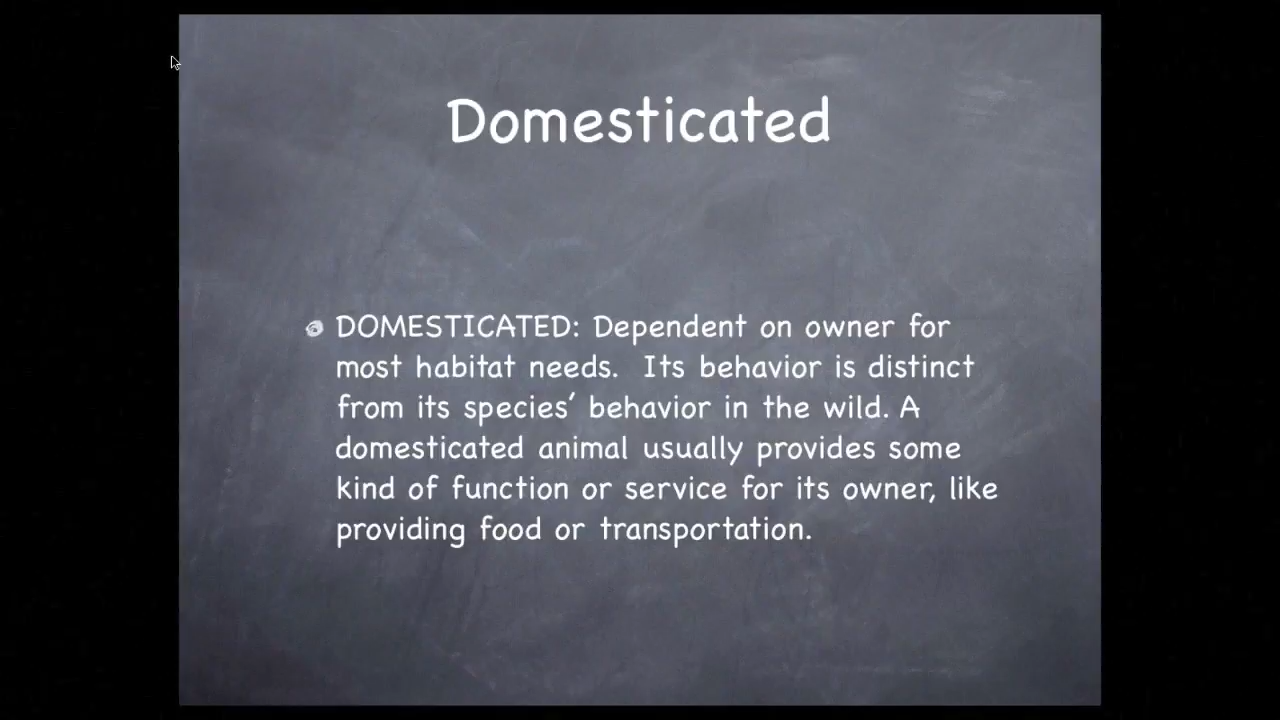 Domesticated
DOMESTICATED: Dependent on owner for
most habitat needs.  Its behavior is distinct
from its species’ behavior in the wild. A
domesticated animal usually provides some
kind of function or service for its owner, like
providing food or transportation.